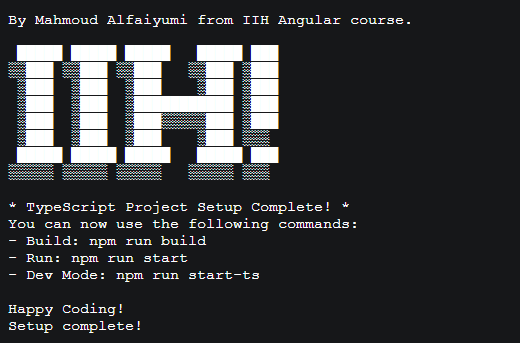 By Mahmoud Alfaiyumi from IIH Angular course.
IIH!
* TypeScript Project Setup Complete! *
You can now use the following commands:
- Build: npm run build
- Run: npm run start
- Dev Mode: npm run start-ts
Happy Coding!
Setup complete!